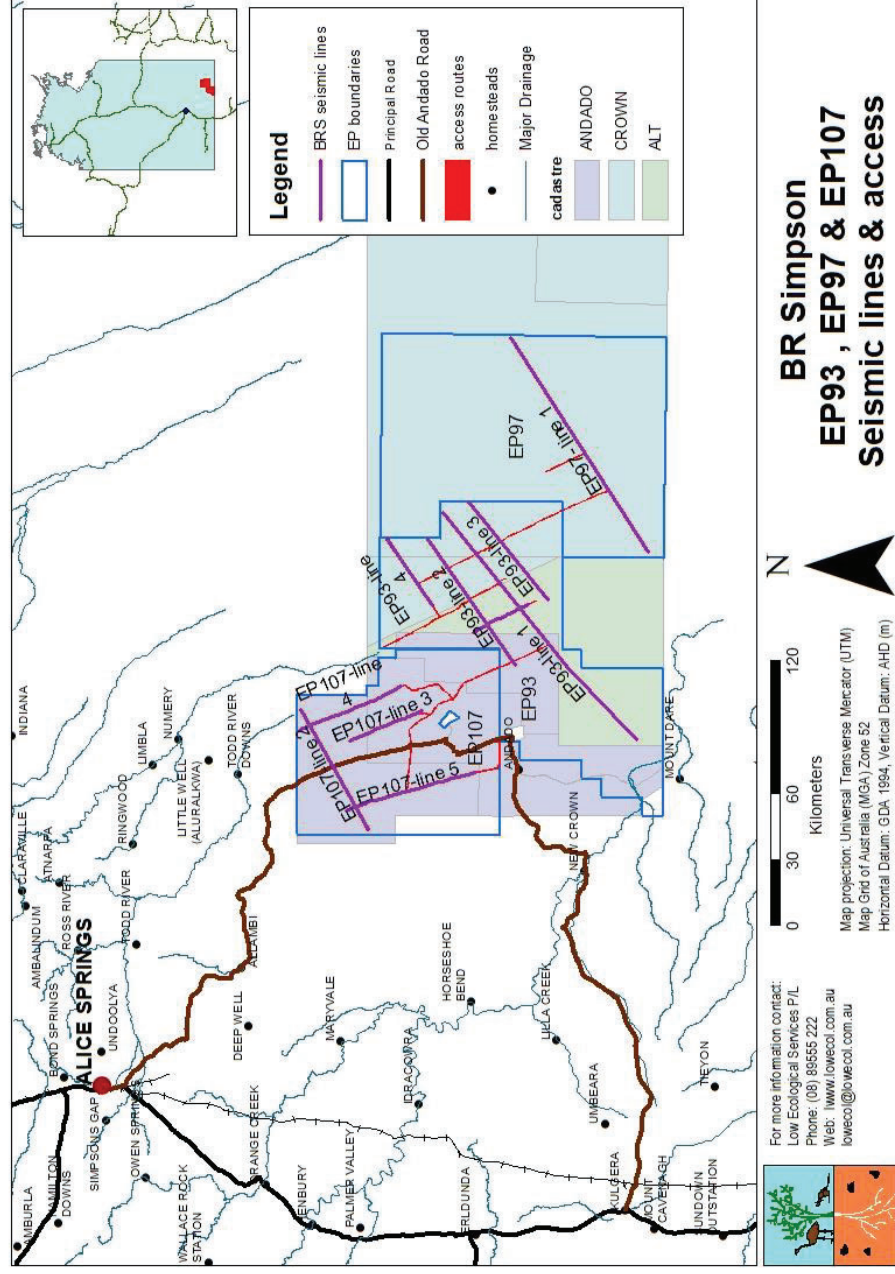 INDIANA
CLARAVILLE
ATNARPA
AMBALINDUM
ROSS RIVER
LIMBLA
NUMERY
RINGWOOD
LITTLE WELL
(ALURALKWA)
TODD RIVER
DOWNS
BOND SPRINGS
ALICE SPRINGS
UNDOOLYA
TODD RIVER
AMBURLA
HAMILTON
DOWNS
SIMPSONS GAP
OWEN SPRINGS
WALLACE ROCK
STATION
ORANGE CREEK
DEEP WELL
ALLAMBI
HENBURY
PALMER VALLEY
MARYVALE
IDRACOWRA
HORSESHOE
BEND
ERLDUNDA
LILLA CREEK
UMBEARA
KULGERA
MOUNT
CAVENAGH
TIEYON
NEW CROWN
ANDADO
MOUNT DARE
EP107-line 2
EP107-line
4
EP107-line 3
EP107-line 5
EP107
EP93
EP93-line
4
EP93-line 2
EP93-line 3
EP93-line 1
EP97
EP97-line 1
Legend
BRS seismic lines
EP boundaries
Principal Road
Old Andado Road
access routes
homesteads
Major Drainage
cadastre
ANDADO
CROWN
ALT
For more information contact:
Low Ecological Services P/L
Phone: (08) 89555 222
Web: \www.lowecol.com.au
lowecol@lowecol.com.au
0 30 60 120
Kilometers
Map projection: Universal Transverse Mercator (UTM)
Map Grid of Australia (MGA) Zone 52
Horizontal Datum: GDA 1994, Vertical Datum: AHD (m)
N
BR Simpson
EP93 , EP97 & EP107
Seismic lines & access